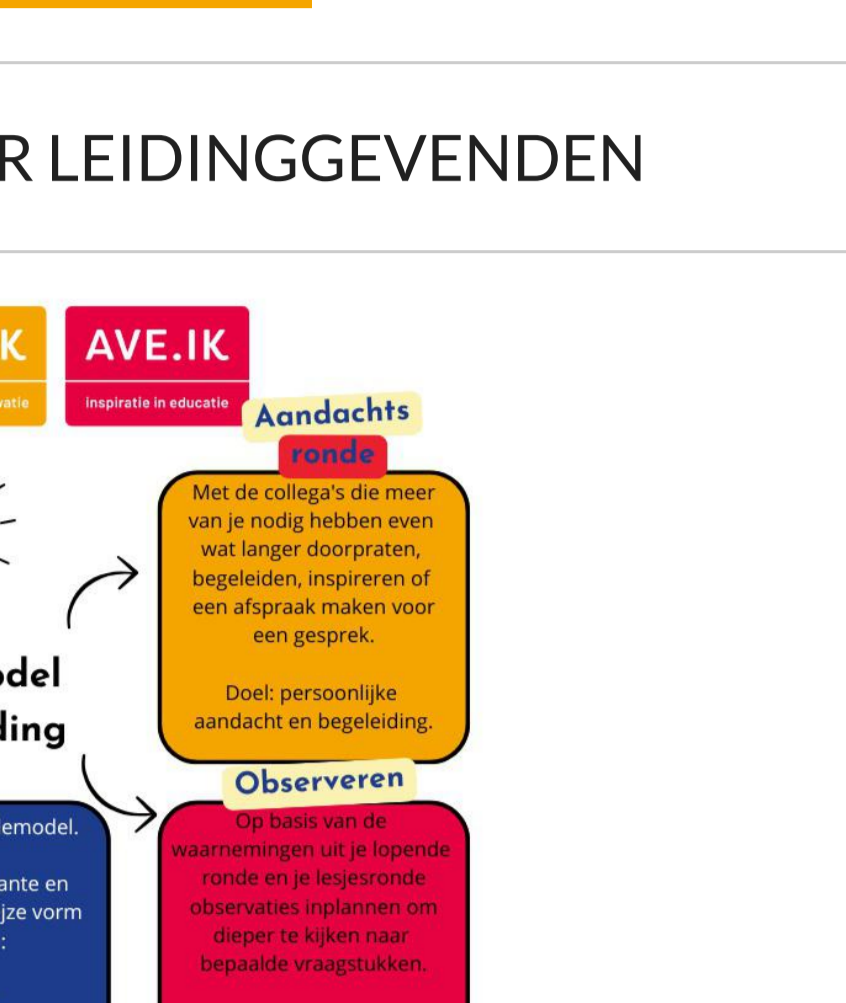 R LEIDINGGEVENDEN
K
AVE.IK
vatie
inspiratie in educatie
Aandachts
ronde
Met de collega's die meer
van je nodig hebben even
wat langer doorpraten,
begeleiden, inspireren of
een afspraak maken voor
een gesprek.
Doel: persoonlijke
aandacht en begeleiding.
odel
ding
Observeren
Op basis van de
waarnemingen uit je lopende
ronde en je lesjesronde
observaties inplannen om
dieper te kijken naar
bepaalde vraagstukken.
demodel.
ante en
ijze vorm
: